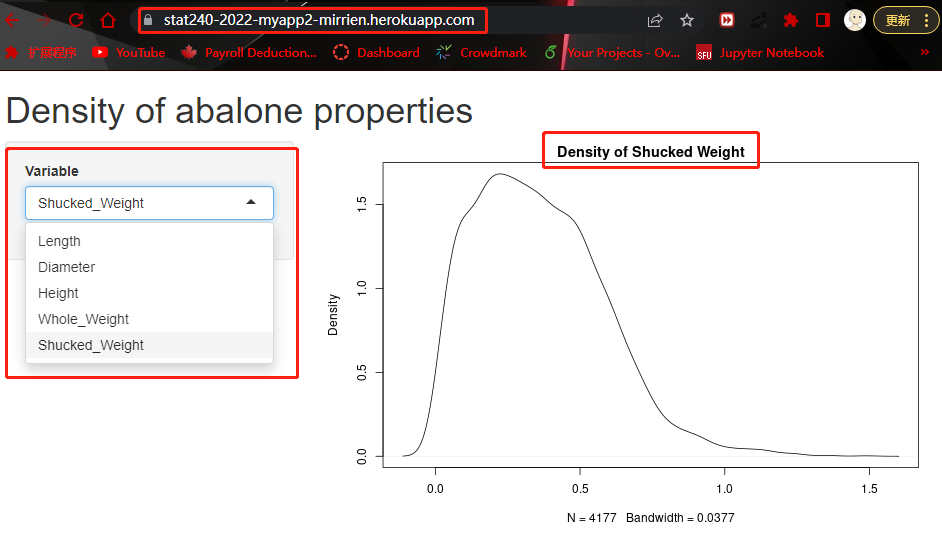 stat240-2022-myapp2-mirrien.herokuapp.com
更新
扩展程序 YouTube Payroll Deduction... Dashboard Crowdmark Your Projects - Ov... SFU Jupyter Notebook »
Density of abalone properties
Variable
Shucked_Weight
Length
Diameter
Height
Whole_Weight
Shucked_Weight
Density of Shucked Weight
Density
1.5
1.0
0.5
0.0
0.0 0.5 1.0 1.5
N = 4177 Bandwidth = 0.0377